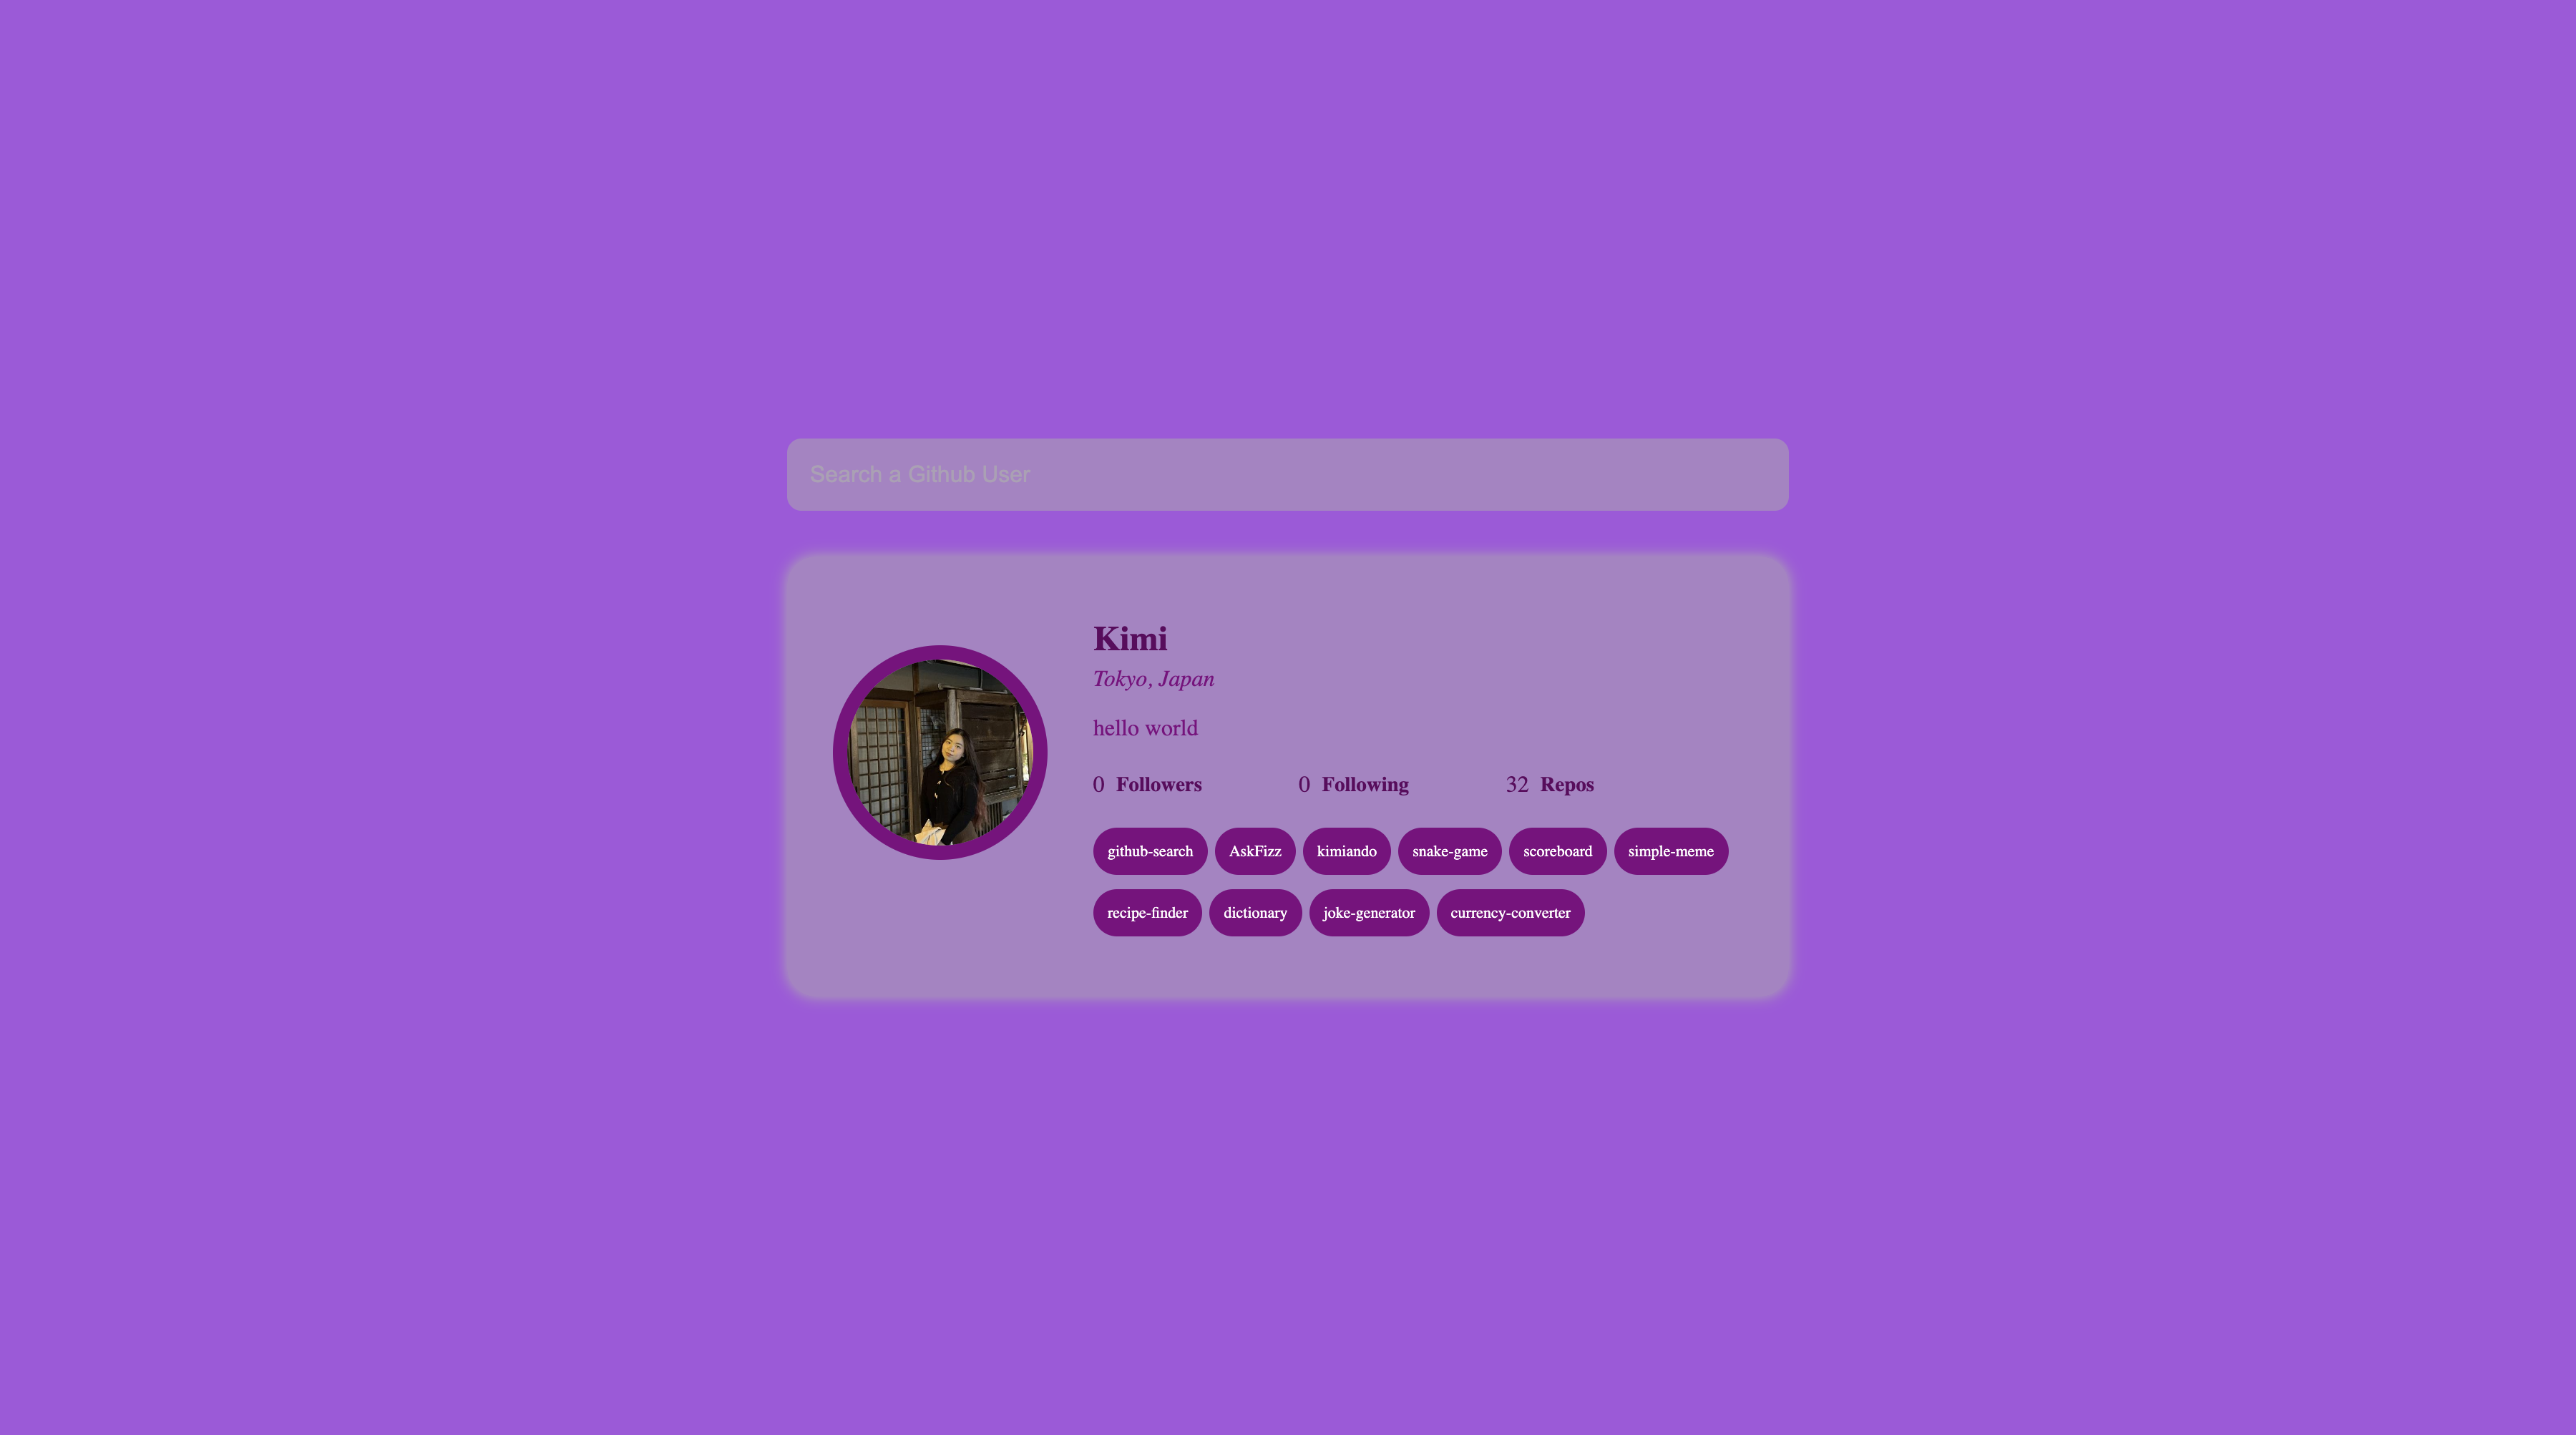 Search a Github User
Kimi
Tokyo, Japan
hello world
0 Followers 0 Following 32 Repos
github-search AskFizz kimiando snake-game scoreboard simple-meme
recipe-finder dictionary joke-generator currency-converter